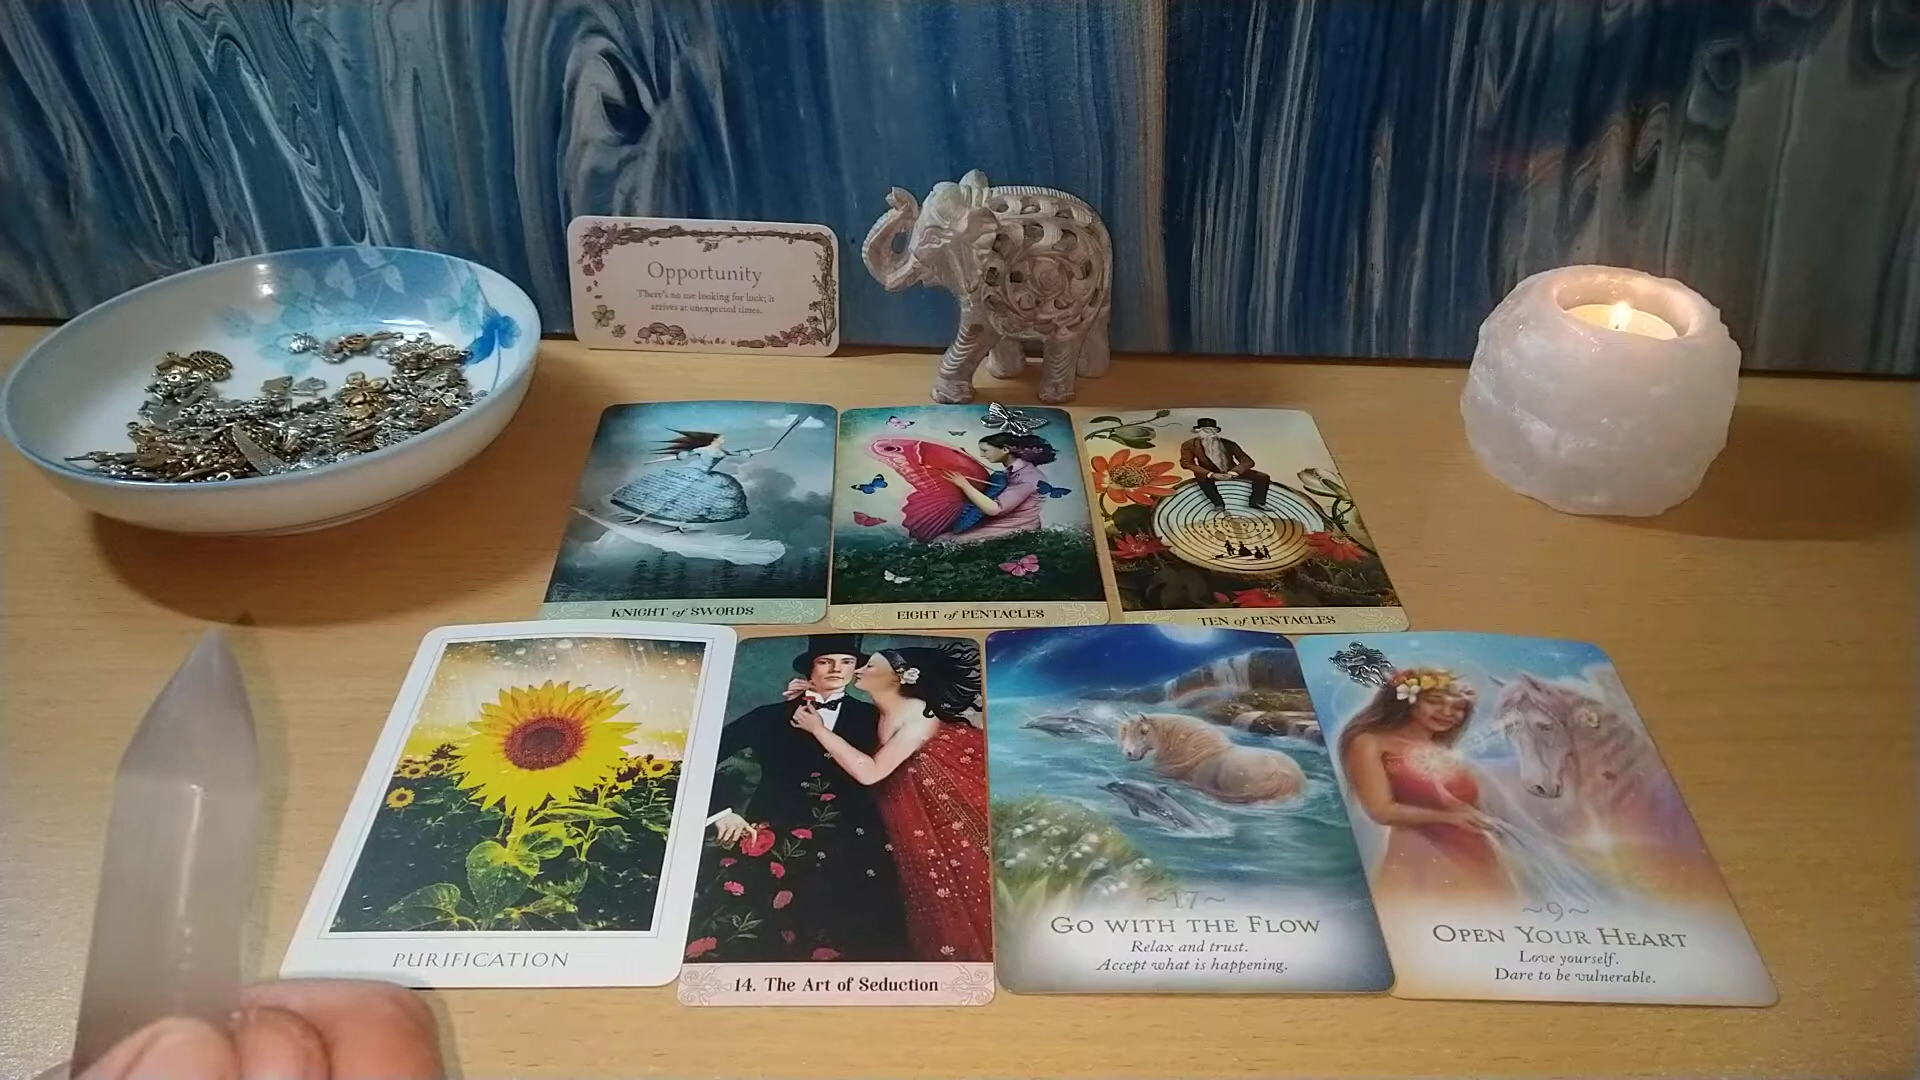 Opportunity
There's no use looking for luck; it
arrives at unexpected times.
KNIGHT of SWORDS
EIGHT of PENTACLES
TEN of PENTACLES
PURIFICATION
14. The Art of Seduction
~17~
GO WITH THE FLOW
Relax and trust.
Accept what is happening.
~9~
OPEN YOUR HEART
Love yourself.
Dare to be vulnerable.